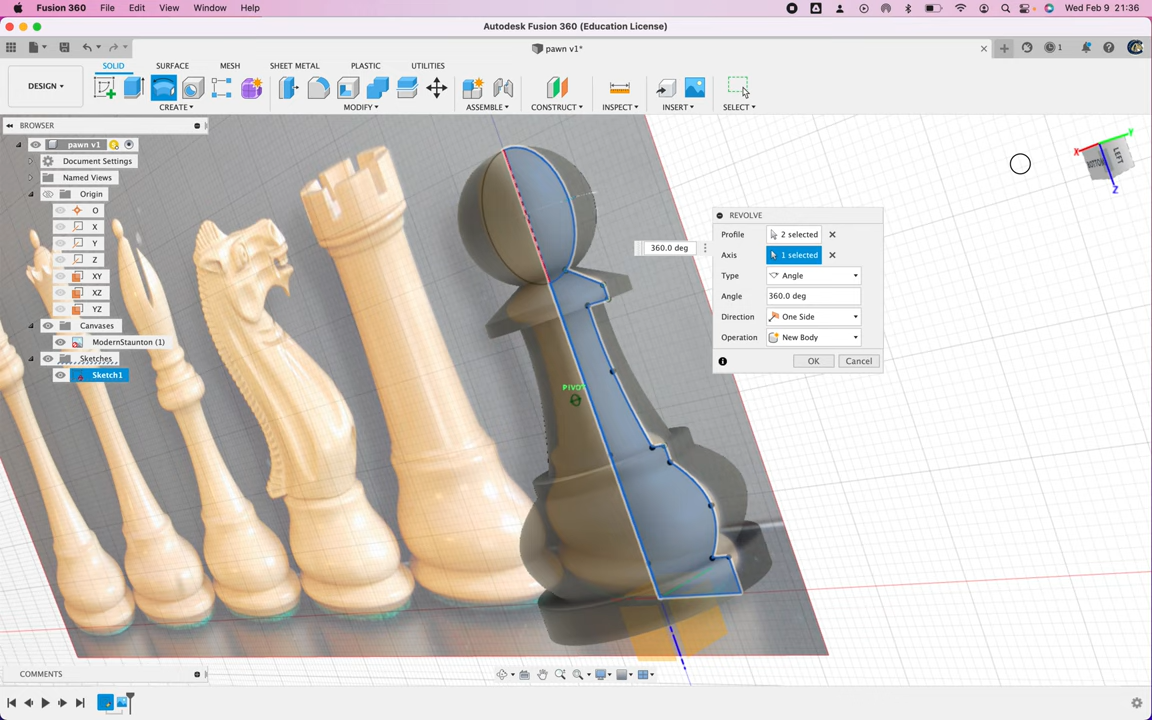 Fusion 360 File Edit View Window Help Wed Feb 9 21:36
Autodesk Fusion 360 (Education License)
pawn v1*
1
SOLID SURFACE MESH SHEET METAL PLASTIC UTILITIES
DESIGN
CREATE MODIFY ASSEMBLE CONSTRUCT INSPECT INSERT SELECT
BROWSER
pawn v1
Document Settings
Named Views
Origin
O
X
Y
Z
XY
XZ
YZ
Canvases
ModernStaunton (1)
Sketches
Sketch1
X
Y
Z
BOTTOM
LEFT
360.0 deg
PIVOT
REVOLVE
Profile 2 selected
Axis 1 selected
Type Angle
Angle 360.0 deg
Direction One Side
Operation New Body
OK Cancel
COMMENTS